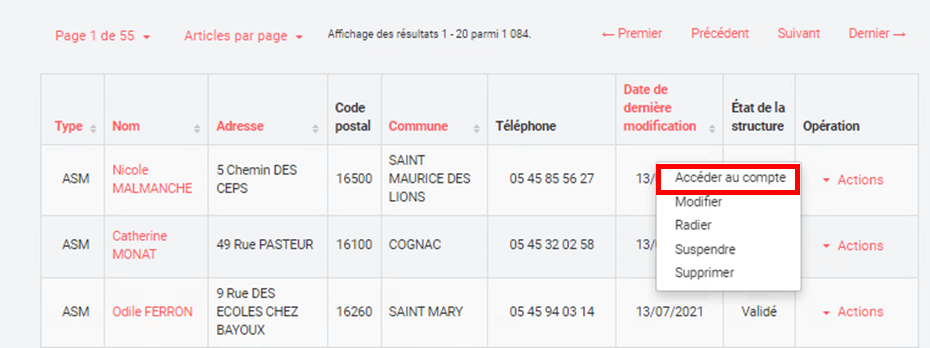 Page 1 de 55 Articles par page Affichage des résultats 1 - 20 parmi 1 084. ← Premier Précédent Suivant Dernier →
Type Nom Adresse Code postal Commune Téléphone Date de dernière modification État de la structure Opération
ASM Nicole MALMANCHE 5 Chemin DES CEPS 16500 SAINT MAURICE DES LIONS 05 45 85 56 27 13/ Actions
Accéder au compte
Modifier
Radier
Suspendre
Supprimer
ASM Catherine MONAT 49 Rue PASTEUR 16100 COGNAC 05 45 32 02 58 13/ Actions
ASM Odile FERRON 9 Rue DES ECOLES CHEZ BAYOUX 16260 SAINT MARY 05 45 94 03 14 13/07/2021 Validé Actions